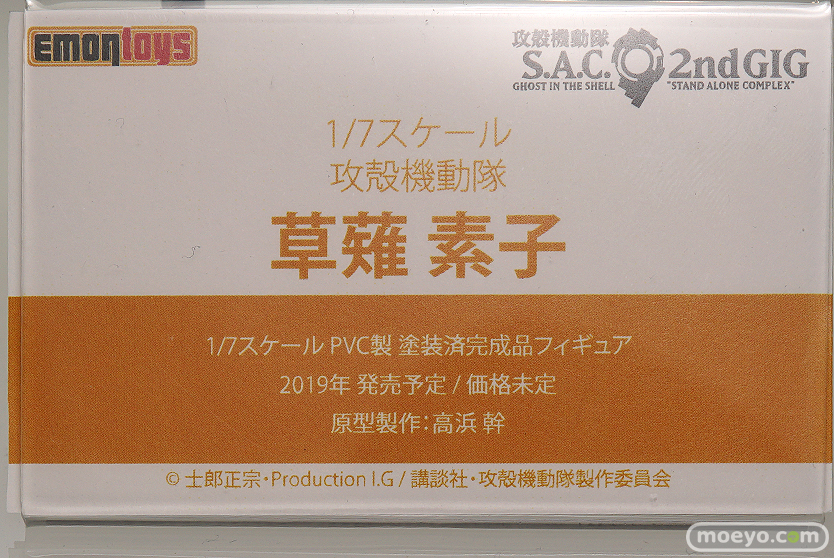 EMONTOYS
攻殻機動隊
S.A.C. 2nd GIG
GHOST IN THE SHELL "STAND ALONE COMPLEX"
1/7スケール
攻殻機動隊
草薙 素子
1/7スケール PVC製 塗装済完成品フィギュア
2019年 発売予定 / 価格未定
原型製作：高浜 幹
© 士郎正宗・Production I.G / 講談社・攻殻機動隊製作委員会
moeyo.com